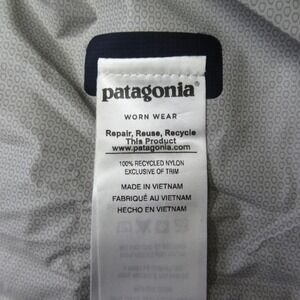 patagonia®
WORN WEAR™
Repair, Reuse, Recycle
This Product
www.patagonia.com
100% RECYCLED NYLON
EXCLUSIVE OF TRIM
MADE IN VIETNAM
FABRIQUÉ AU VIETNAM
HECHO EN VIETNAM